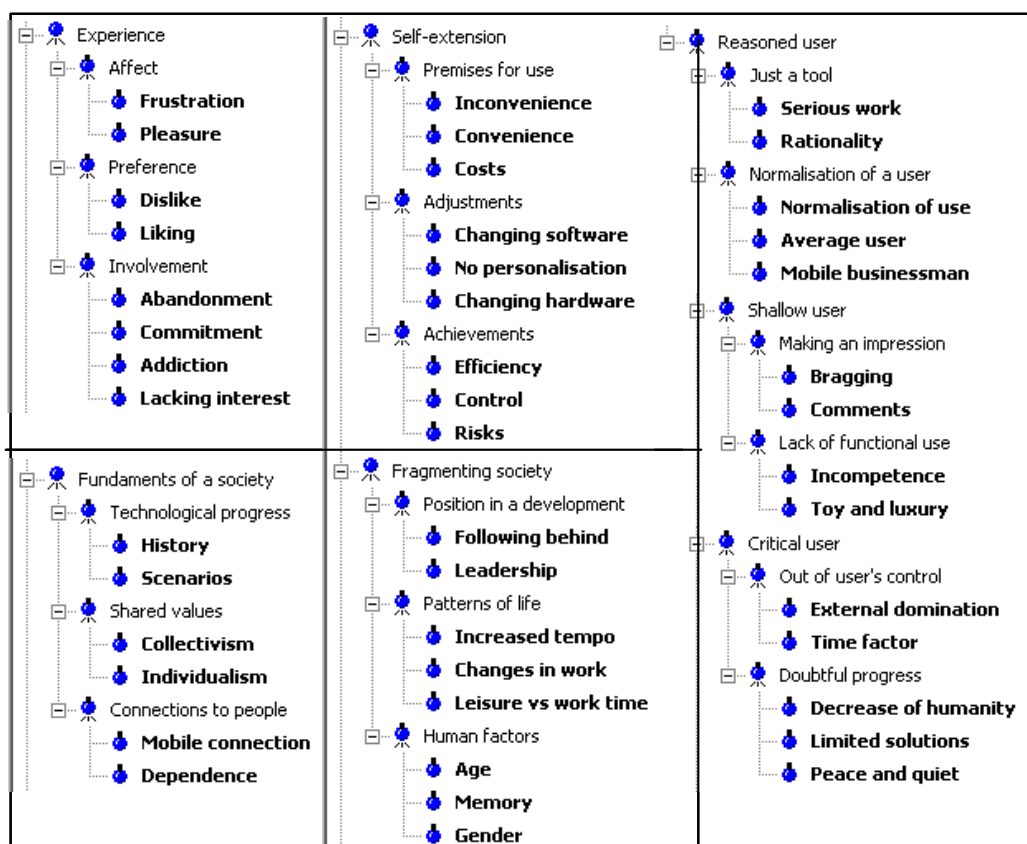 Experience
Affect
Frustration
Pleasure
Preference
Dislike
Liking
Involvement
Abandonment
Commitment
Addiction
Lacking interest
Fundaments of a society
Technological progress
History
Scenarios
Shared values
Collectivism
Individualism
Connections to people
Mobile connection
Dependence
Self-extension
Premises for use
Inconvenience
Convenience
Costs
Adjustments
Changing software
No personalisation
Changing hardware
Achievements
Efficiency
Control
Risks
Fragmenting society
Position in a development
Following behind
Leadership
Patterns of life
Increased tempo
Changes in work
Leisure vs work time
Human factors
Age
Memory
Gender
Reasoned user
Just a tool
Serious work
Rationality
Normalisation of a user
Normalisation of use
Average user
Mobile businessman
Shallow user
Making an impression
Bragging
Comments
Lack of functional use
Incompetence
Toy and luxury
Critical user
Out of user's control
External domination
Time factor
Doubtful progress
Decrease of humanity
Limited solutions
Peace and quiet